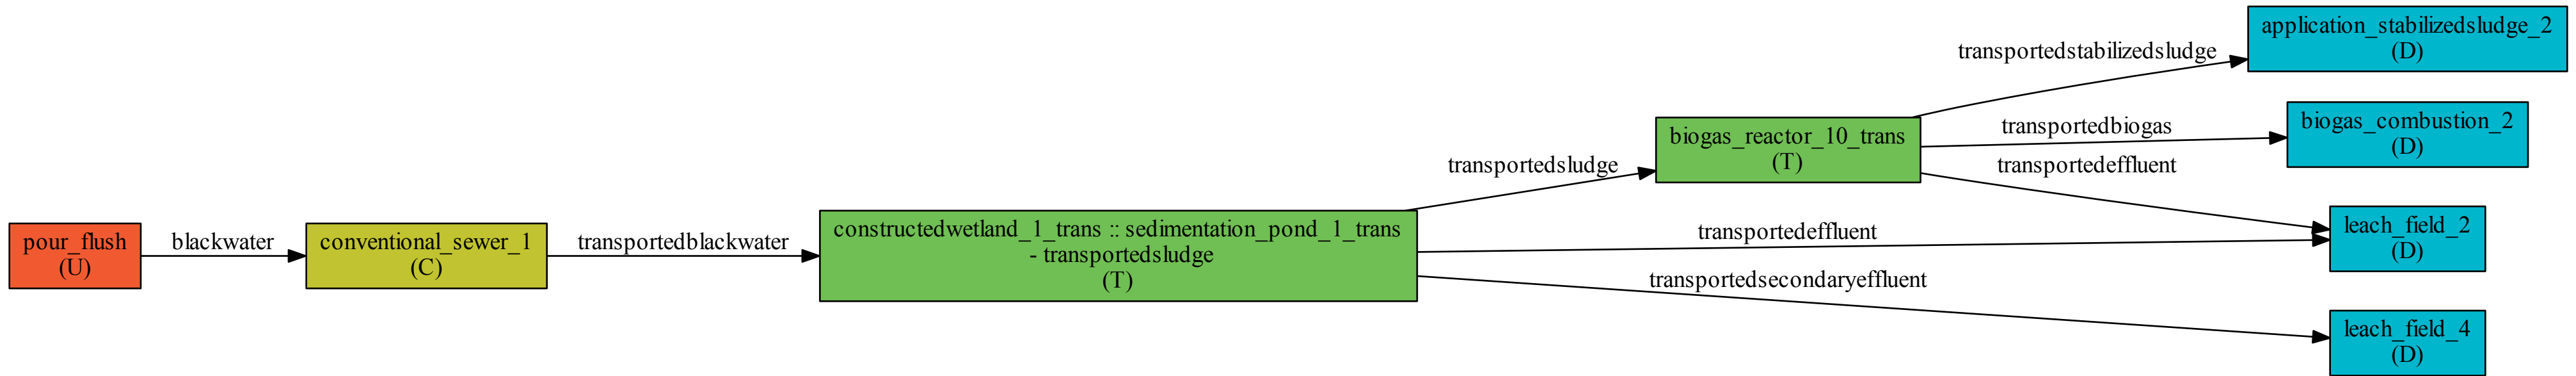 pour_flush
(U)
blackwater
conventional_sewer_1
(C)
transportedblackwater
constructedwetland_1_trans :: sedimentation_pond_1_trans
- transportedsludge
(T)
transportedsludge
transportedeffluent
transportedsecondaryeffluent
biogas_reactor_10_trans
(T)
transportedstabilizedsludge
transportedbiogas
transportedeffluent
application_stabilizedsludge_2
(D)
biogas_combustion_2
(D)
leach_field_2
(D)
leach_field_4
(D)